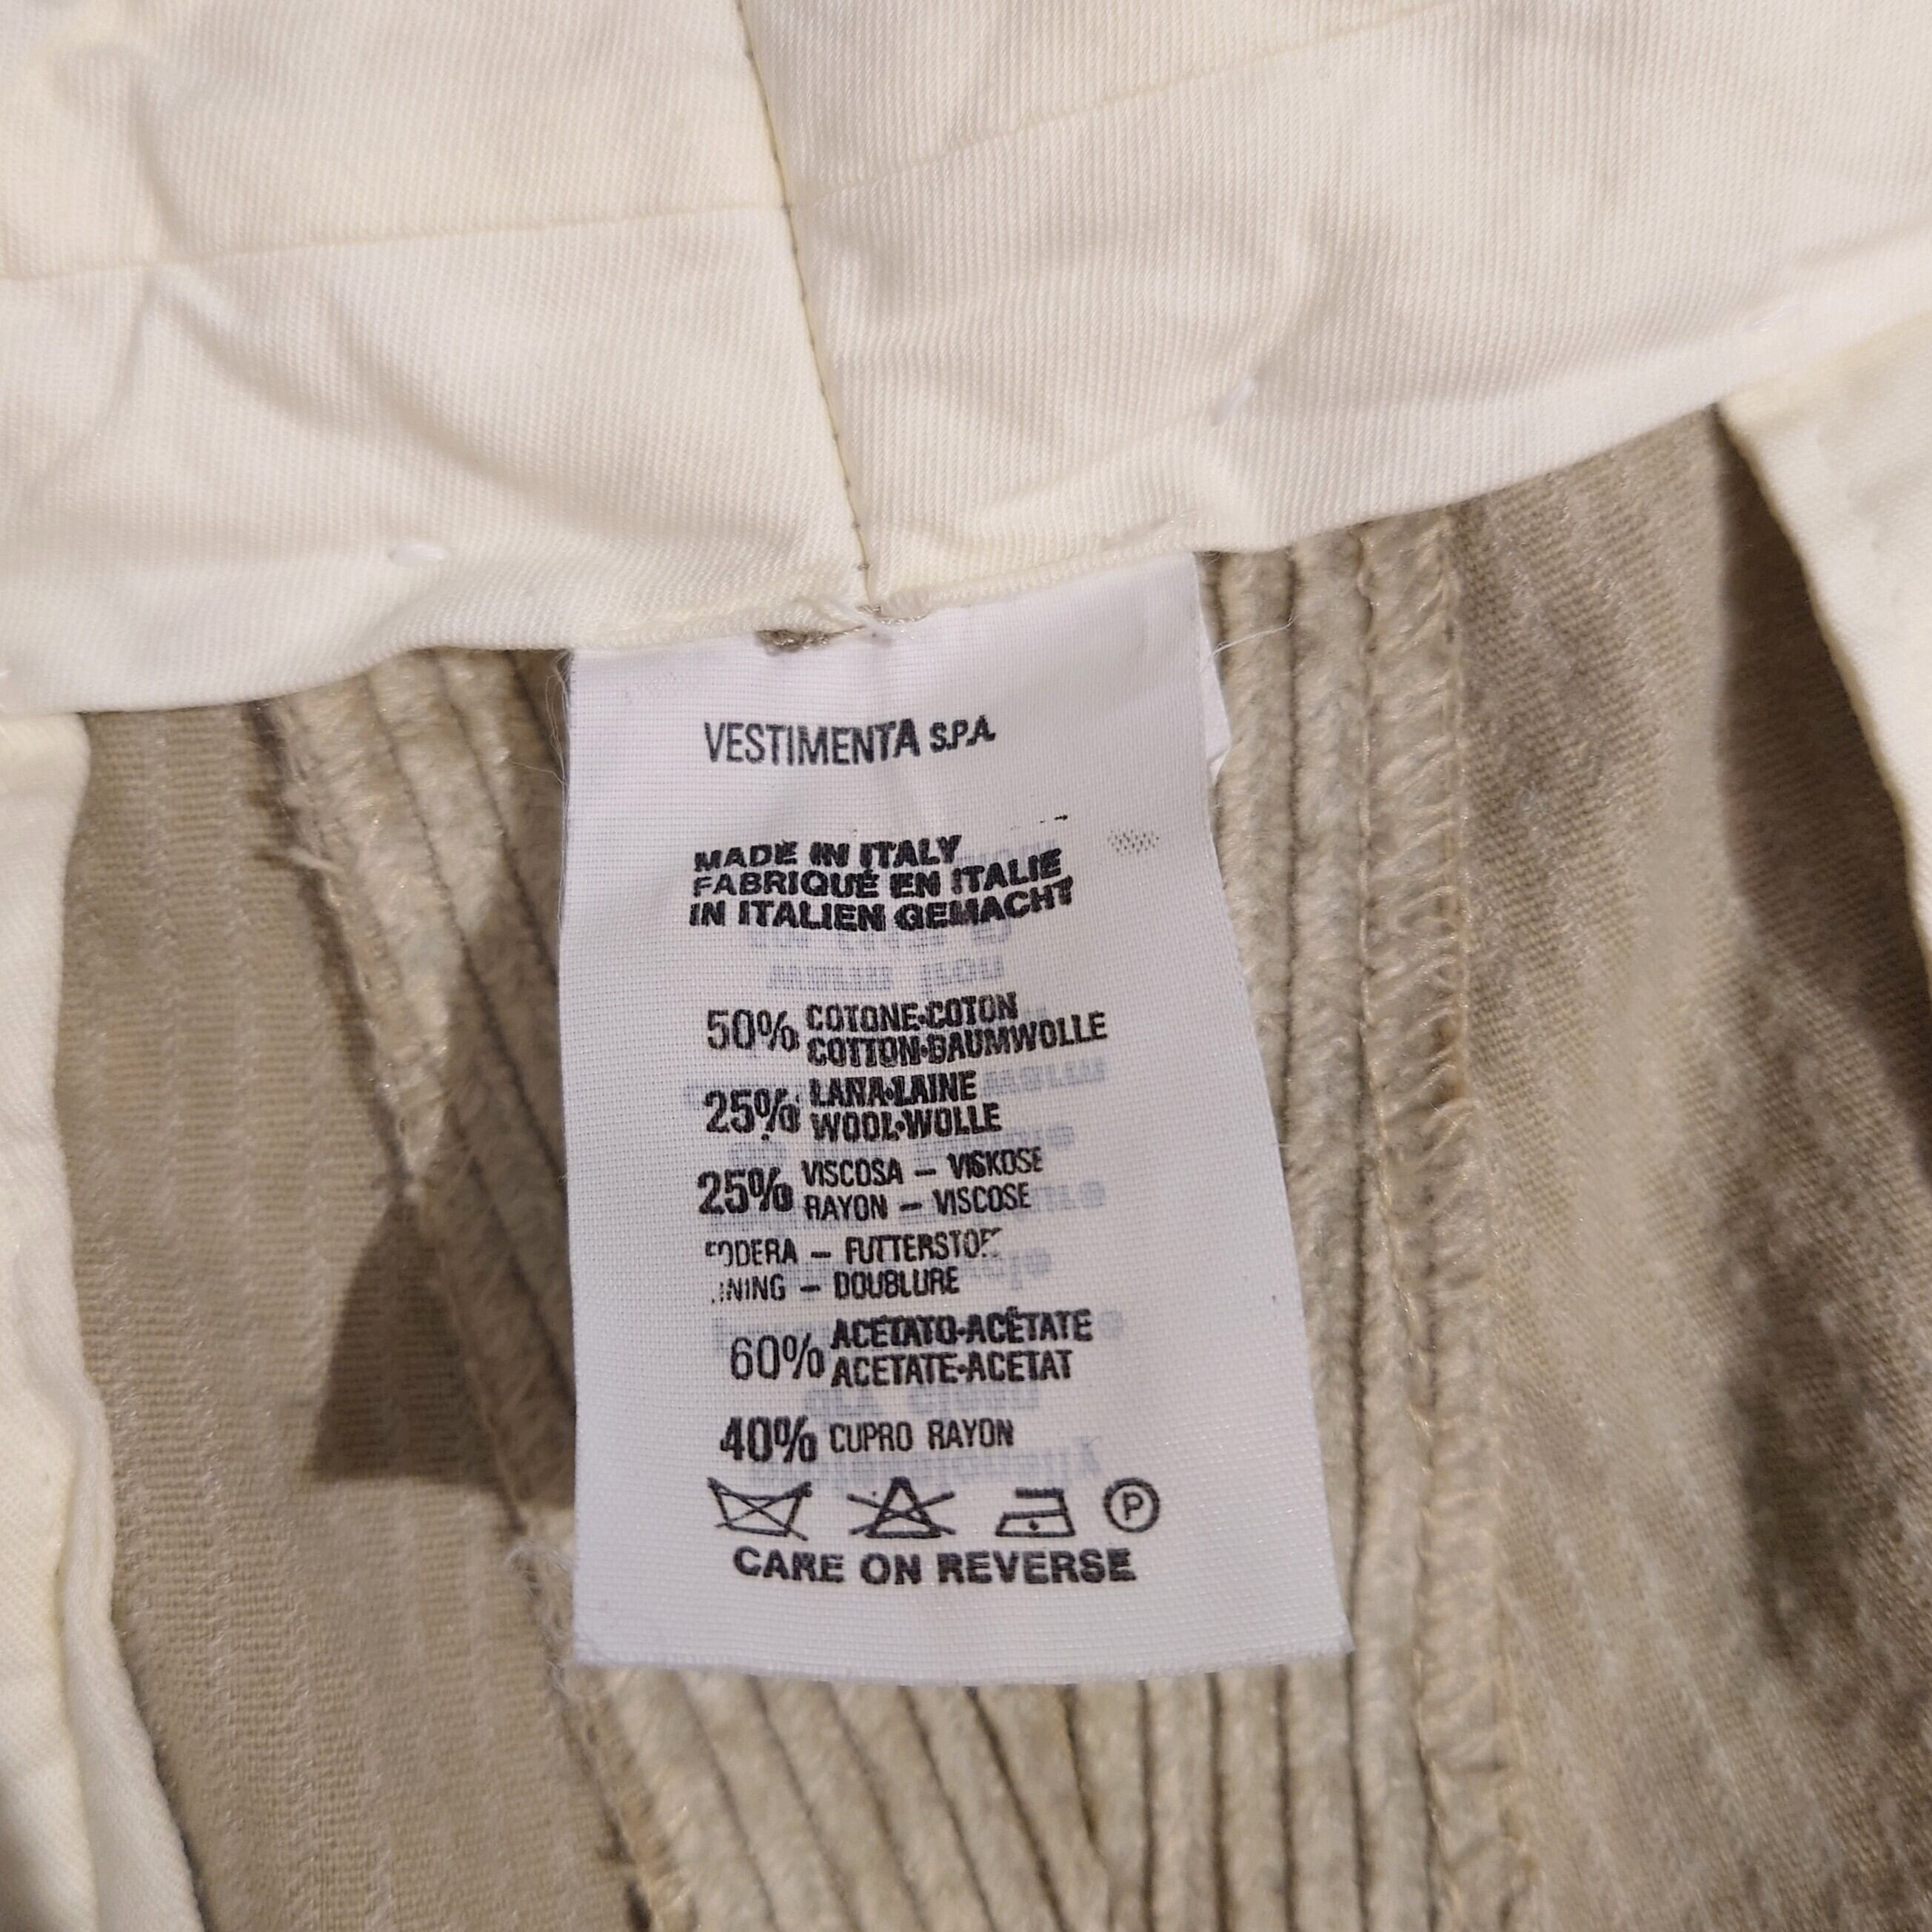 VESTIMENTA S.P.A.
MADE IN ITALY
FABRIQUÉ EN ITALIE
IN ITALIEN GEMACHT
50% COTONE•COTON
COTTON•BAUMWOLLE
25% LANA•LAINE
WOOL•WOLLE
25% VISCOSA – VISKOSE
RAYON – VISCOSE
FODERA – FUTTERSTOFF
LINING – DOUBLURE
60% ACETATO•ACÉTATE
ACETATE•ACETAT
40% CUPRO RAYON
P
CARE ON REVERSE